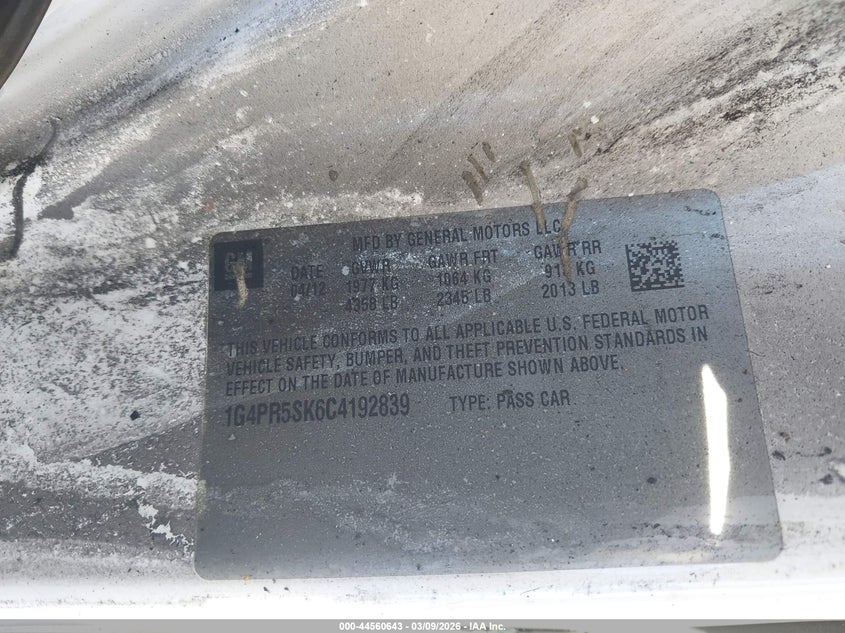 MFD BY GENERAL MOTORS LLC
GM DATE GVWR GAWR FRT GAWR RR
04/12 1977 KG 1064 KG 913 KG
4358 LB 2345 LB 2013 LB
THIS VEHICLE CONFORMS TO ALL APPLICABLE U.S. FEDERAL MOTOR
VEHICLE SAFETY, BUMPER, AND THEFT PREVENTION STANDARDS IN
EFFECT ON THE DATE OF MANUFACTURE SHOWN ABOVE.
1G4PR5SK6C4192839 TYPE: PASS CAR
000-44560643 | 03/09/2026 | IAA Inc.